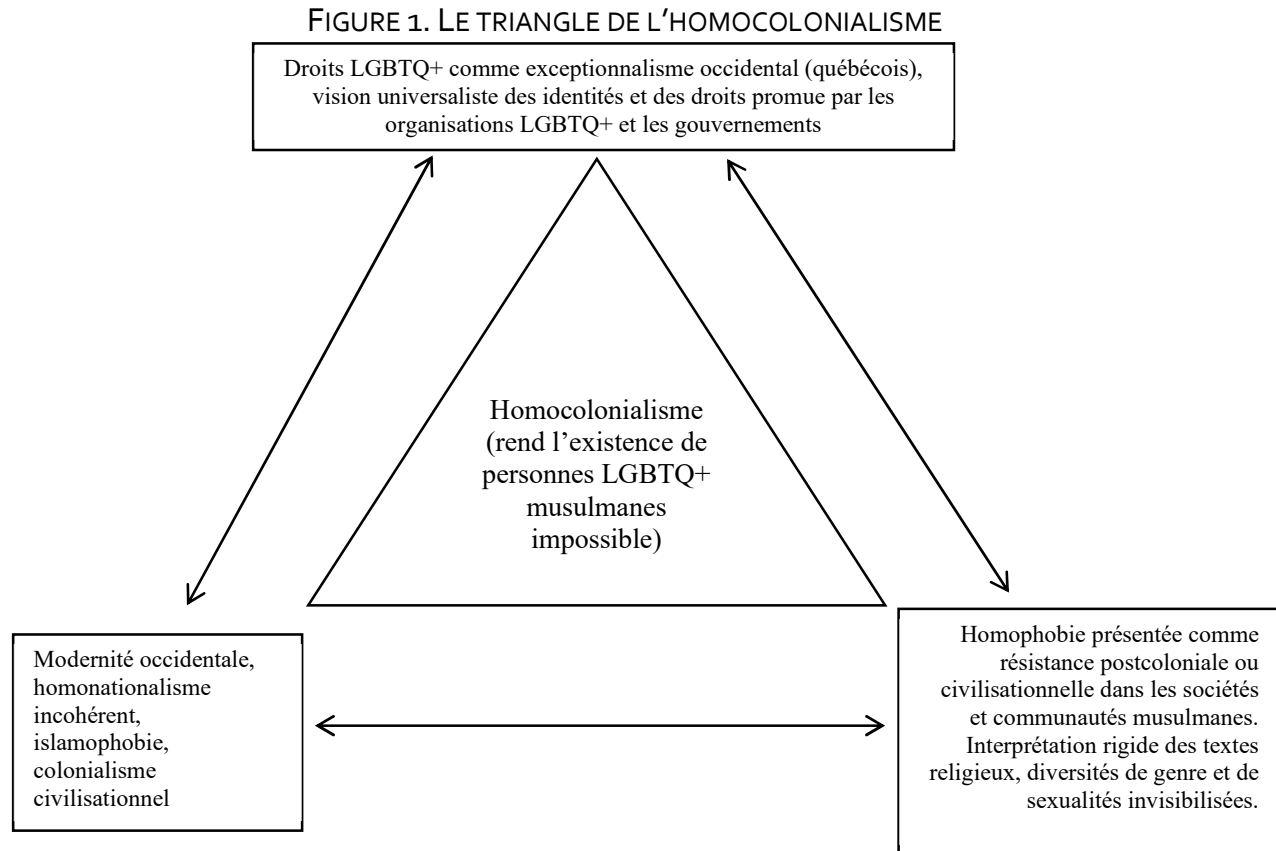 FIGURE 1. LE TRIANGLE DE L'HOMOCOLONIALISME
Droits LGBTQ+ comme exceptionnalisme occidental (québécois),
vision universaliste des identités et des droits promue par les
organisations LGBTQ+ et les gouvernements
Homocolonialisme
(rend l'existence de
personnes LGBTQ+
musulmanes
impossible)
Modernité occidentale,
homonationalisme
incohérent,
islamophobie,
colonialisme
civilisationnel
Homophobie présentée comme
résistance postcoloniale ou
civilisationnelle dans les sociétés
et communautés musulmanes.
Interprétation rigide des textes
religieux, diversités de genre et de
sexualités invisibilisées.